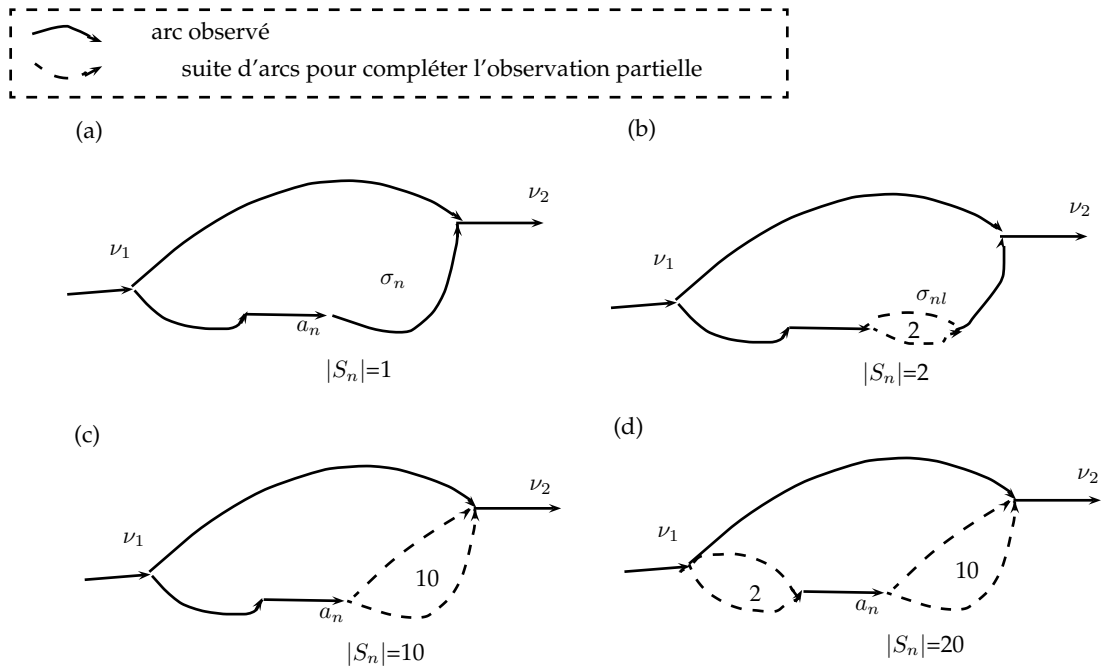 arc observé
suite d'arcs pour compléter l'observation partielle
(a)
(b)
ν₂
ν₁
σₙ
aₙ
|Sₙ|=1
ν₂
ν₁
σₙₗ
2
|Sₙ|=2
(c)
(d)
ν₂
ν₁
10
aₙ
|Sₙ|=10
ν₂
ν₁
2
10
aₙ
|Sₙ|=20